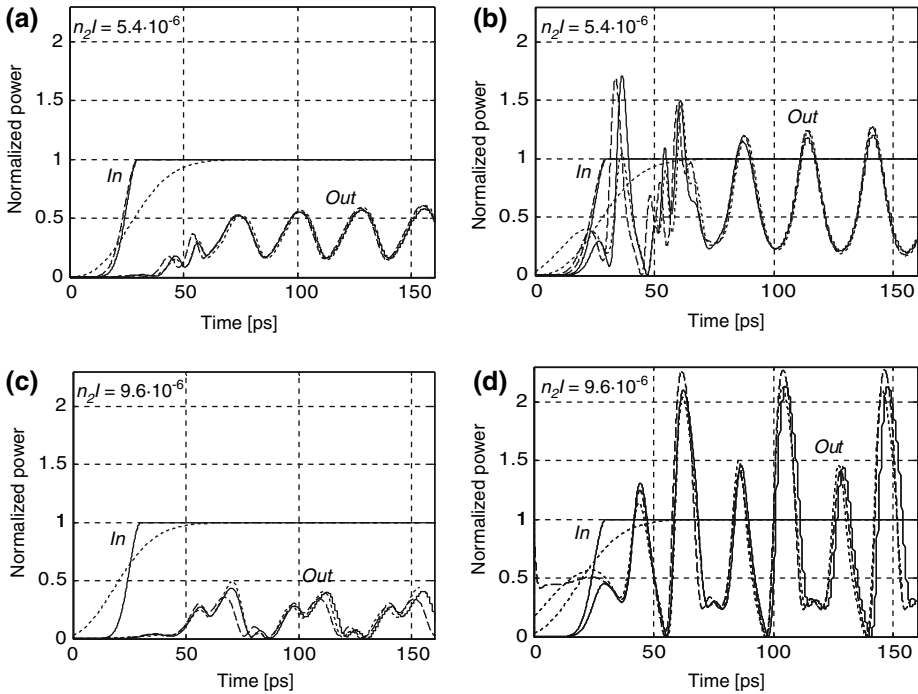 (a)
n₂I = 5.4·10⁻⁶
Normalized power
2
1.5
1
0.5
0
In
Out
0 50 100 150
Time [ps]
(b)
n₂I = 5.4·10⁻⁶
Normalized power
2
1.5
1
0.5
0
In
Out
0 50 100 150
Time [ps]
(c)
n₂I = 9.6·10⁻⁶
Normalized power
2
1.5
1
0.5
0
In
Out
0 50 100 150
Time [ps]
(d)
n₂I = 9.6·10⁻⁶
Normalized power
2
1.5
1
0.5
0
In
Out
0 50 100 150
Time [ps]